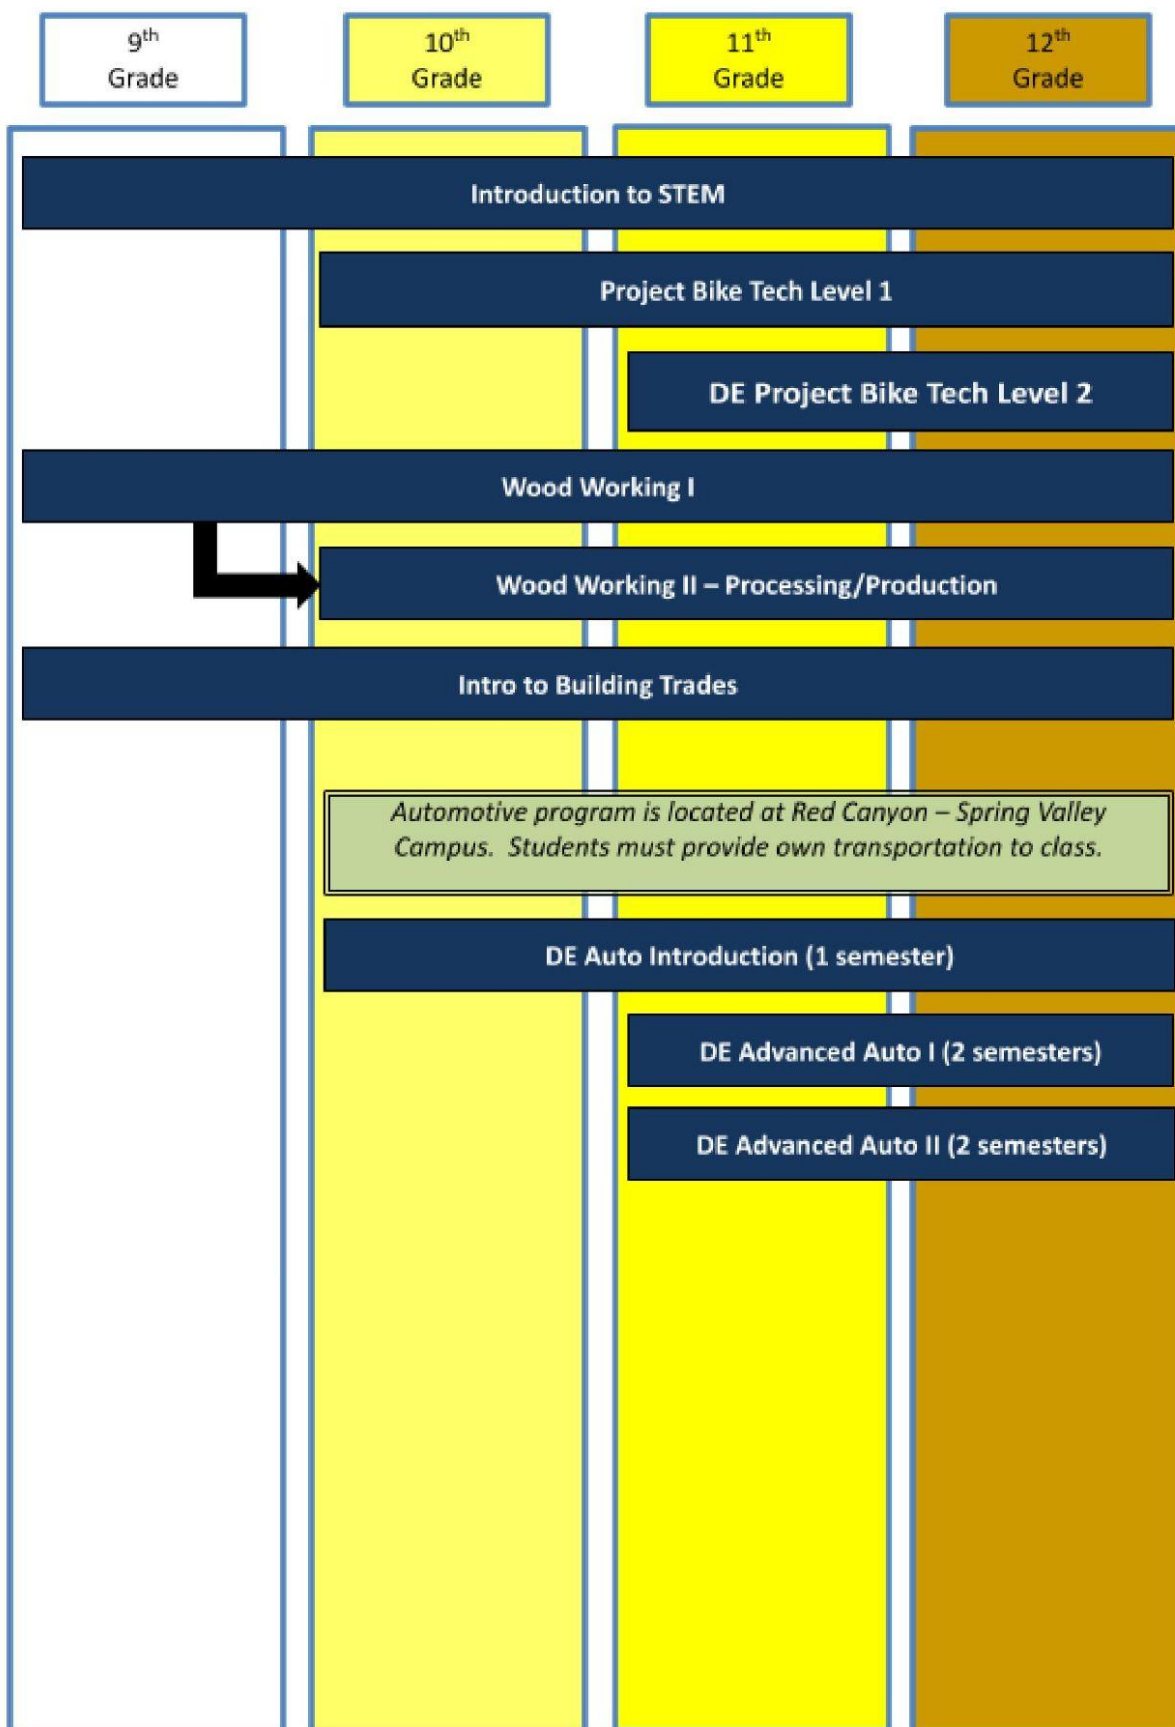 9th
Grade
10th
Grade
11th
Grade
12th
Grade
Introduction to STEM
Project Bike Tech Level 1
DE Project Bike Tech Level 2
Wood Working I
Wood Working II – Processing/Production
Intro to Building Trades
Automotive program is located at Red Canyon – Spring Valley
Campus.  Students must provide own transportation to class.
DE Auto Introduction (1 semester)
DE Advanced Auto I (2 semesters)
DE Advanced Auto II (2 semesters)